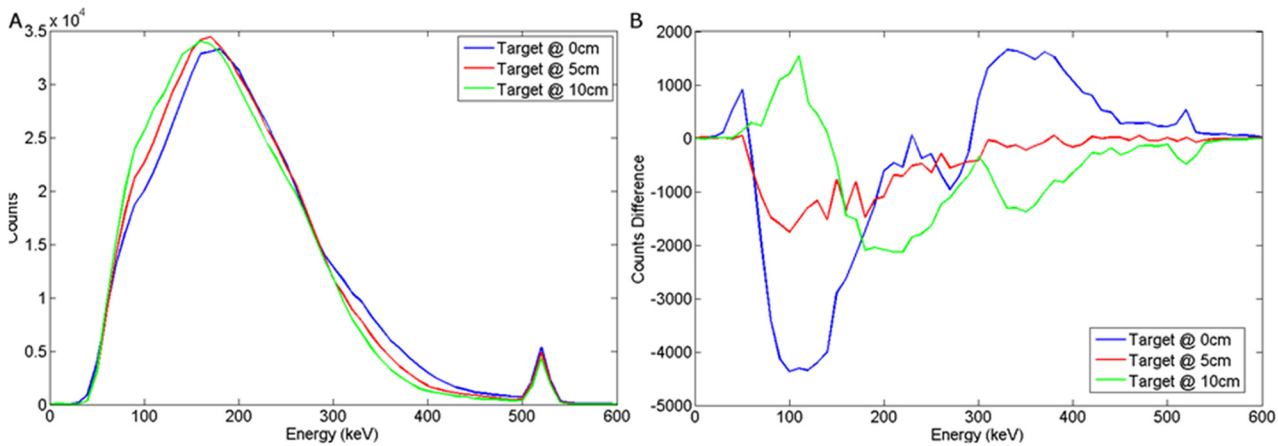 A
3.5 x 10⁴
3
2.5
2
1.5
1
0.5
0
Counts
0 100 200 300 400 500 600
Energy (keV)
Target @ 0cm
Target @ 5cm
Target @ 10cm
B
2000
1000
0
-1000
-2000
-3000
-4000
-5000
Counts Difference
0 100 200 300 400 500 600
Energy (keV)
Target @ 0cm
Target @ 5cm
Target @ 10cm